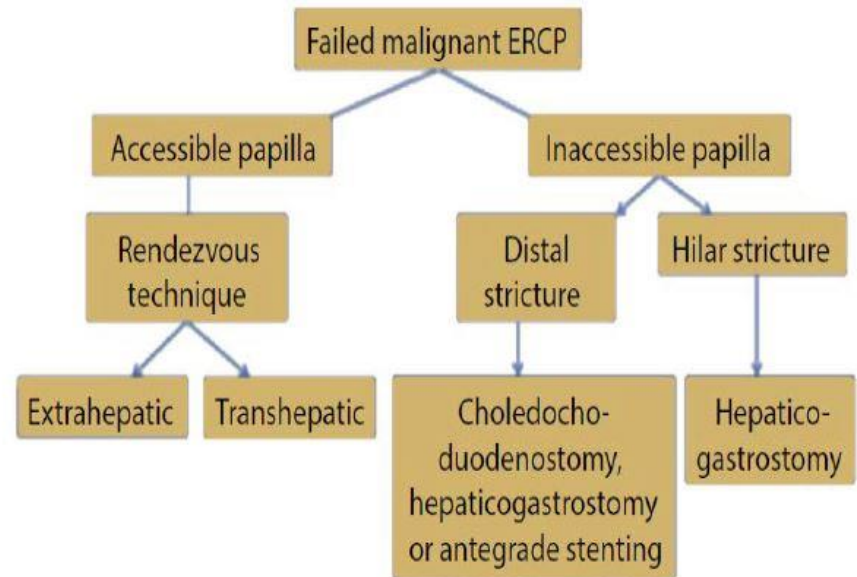 Failed malignant ERCP
Accessible papilla
Inaccessible papilla
Rendezvous
technique
Distal
stricture
Hilar stricture
Extrahepatic
Transhepatic
Choledocho-
duodenostomy,
hepaticogastrostomy
or antegrade stenting
Hepatico-
gastrostomy